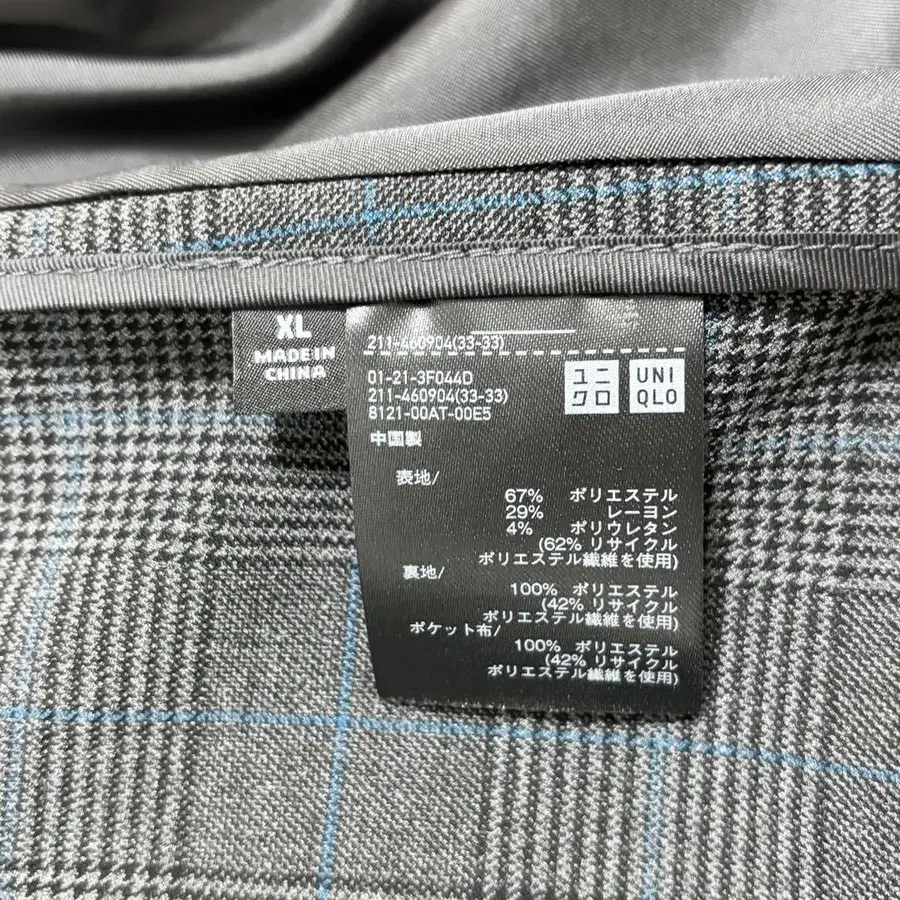 XL
MADE IN
CHINA
211-460904(33-33)
01-21-3F044D
211-460904(33-33)
8121-00AT-00E5
ユニ
クロ
UNI
QLO
中国製
表地/
67% ポリエステル
29% レーヨン
4% ポリウレタン
(62% リサイクル
ポリエステル繊維を使用)
裏地/
100% ポリエステル
(42% リサイクル
ポリエステル繊維を使用)
ポケット布/
100% ポリエステル
(42% リサイクル
ポリエステル繊維を使用)